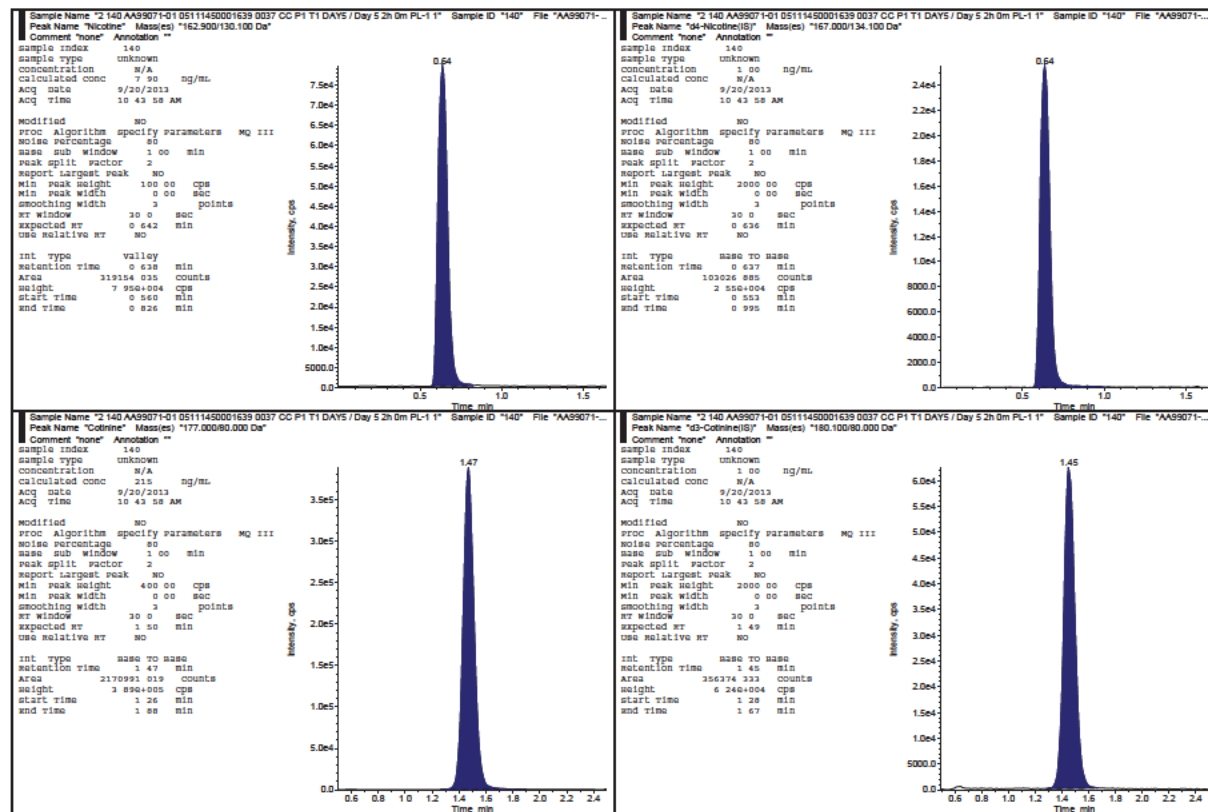 Sample Name "2 140 AA99071-01 051114500001639 0037 CC P1 T1 DAY5 / Day 5 2h 0m PL-1 1" Sample ID "140" File "AA99071-...
Peak Name "Nicotine" Mass(es) "162.900/130.100 Da"
Comment "none" Annotation ""
Sample Index 140
Sample Type Unknown
Concentration N/A
Calculated Conc 7 90 ng/mL
Acq Date 9/20/2013
Acq Time 10 43 58 AM
Modified NO
Proc Algorithm Specify Parameters MQ III
Noise Percentage 80
Base Sub Window 1 00 min
Peak Split Factor 2
Report Largest Peak NO
Min Peak Height 100 00 cps
Min Peak Width 0 00 sec
Smoothing Width 3 points
RT Window 30 0 sec
Expected RT 0 642 min
Use Relative RT NO
Int Type Valley
Retention Time 0 638 min
Area 319154 035 counts
Height 7 95e+004 cps
Start Time 0 560 min
End Time 0 826 min
0.64
Intensity, cps
7.5e4
7.0e4
6.5e4
6.0e4
5.5e4
5.0e4
4.5e4
4.0e4
3.5e4
3.0e4
2.5e4
2.0e4
1.5e4
1.0e4
5000.0
0.0
0.5 1.0 1.5
Time, min
Sample Name "2 140 AA99071-01 051114500001639 0037 CC P1 T1 DAY5 / Day 5 2h 0m PL-1 1" Sample ID "140" File "AA99071-...
Peak Name "d4-Nicotine(IS)" Mass(es) "167.000/134.100 Da"
Comment "none" Annotation ""
Sample Index 140
Sample Type Unknown
Concentration 1 00 ng/mL
Calculated Conc N/A
Acq Date 9/20/2013
Acq Time 10 43 58 AM
Modified NO
Proc Algorithm Specify Parameters MQ III
Noise Percentage 80
Base Sub Window 1 00 min
Peak Split Factor 2
Report Largest Peak NO
Min Peak Height 2000 00 cps
Min Peak Width 0 00 sec
Smoothing Width 3 points
RT Window 30 0 sec
Expected RT 0 636 min
Use Relative RT NO
Int Type Base To Base
Retention Time 0 637 min
Area 103026 885 counts
Height 2 55e+004 cps
Start Time 0 553 min
End Time 0 995 min
0.64
Intensity, cps
2.4e4
2.2e4
2.0e4
1.8e4
1.6e4
1.4e4
1.2e4
1.0e4
8000.0
6000.0
4000.0
2000.0
0.0
0.5 1.0 1.5
Time, min
Sample Name "2 140 AA99071-01 051114500001639 0037 CC P1 T1 DAY5 / Day 5 2h 0m PL-1 1" Sample ID "140" File "AA99071-...
Peak Name "Cotinine" Mass(es) "177.000/80.000 Da"
Comment "none" Annotation ""
Sample Index 140
Sample Type Unknown
Concentration N/A
Calculated Conc 215 ng/mL
Acq Date 9/20/2013
Acq Time 10 43 58 AM
Modified NO
Proc Algorithm Specify Parameters MQ III
Noise Percentage 80
Base Sub Window 1 00 min
Peak Split Factor 2
Report Largest Peak NO
Min Peak Height 400 00 cps
Min Peak Width 0 00 sec
Smoothing Width 3 points
RT Window 30 0 sec
Expected RT 1 50 min
Use Relative RT NO
Int Type Base To Base
Retention Time 1 47 min
Area 2170991 019 counts
Height 3 89e+005 cps
Start Time 1 26 min
End Time 1 88 min
1.47
Intensity, cps
3.5e5
3.0e5
2.5e5
2.0e5
1.5e5
1.0e5
5.0e4
0.0
0.6 0.8 1.0 1.2 1.4 1.6 1.8 2.0 2.2 2.4
Time, min
Sample Name "2 140 AA99071-01 051114500001639 0037 CC P1 T1 DAY5 / Day 5 2h 0m PL-1 1" Sample ID "140" File "AA99071-...
Peak Name "d3-Cotinine(IS)" Mass(es) "180.100/80.000 Da"
Comment "none" Annotation ""
Sample Index 140
Sample Type Unknown
Concentration 1 00 ng/mL
Calculated Conc N/A
Acq Date 9/20/2013
Acq Time 10 43 58 AM
Modified NO
Proc Algorithm Specify Parameters MQ III
Noise Percentage 80
Base Sub Window 1 00 min
Peak Split Factor 2
Report Largest Peak NO
Min Peak Height 2000 00 cps
Min Peak Width 0 00 sec
Smoothing Width 3 points
RT Window 30 0 sec
Expected RT 1 49 min
Use Relative RT NO
Int Type Base To Base
Retention Time 1 45 min
Area 356374 333 counts
Height 6 24e+004 cps
Start Time 1 28 min
End Time 1 67 min
1.45
Intensity, cps
6.0e4
5.5e4
5.0e4
4.5e4
4.0e4
3.5e4
3.0e4
2.5e4
2.0e4
1.5e4
1.0e4
5000.0
0.0
0.6 0.8 1.0 1.2 1.4 1.6 1.8 2.0 2.2 2.4
Time, min